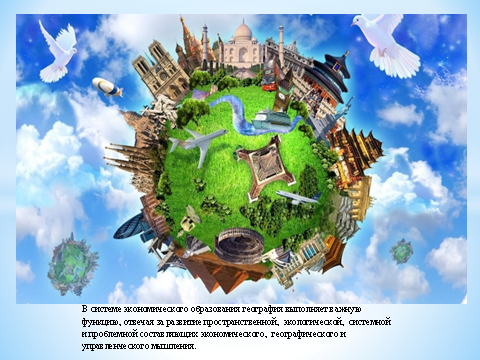 В системе экономического образования география выполняет важную
функцию, отвечая за развитие пространственной, экологической, системной
и проблемной составляющих экономического, географического и
управленческого мышления.